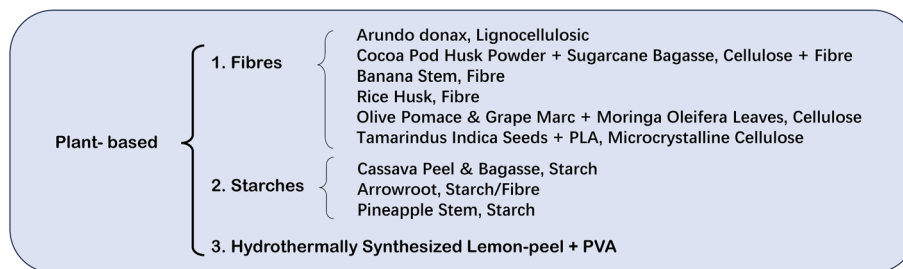 Plant- based
1. Fibres
Arundo donax, Lignocellulosic
Cocoa Pod Husk Powder + Sugarcane Bagasse, Cellulose + Fibre
Banana Stem, Fibre
Rice Husk, Fibre
Olive Pomace & Grape Marc + Moringa Oleifera Leaves, Cellulose
Tamarindus Indica Seeds + PLA, Microcrystalline Cellulose
2. Starches
Cassava Peel & Bagasse, Starch
Arrowroot, Starch/Fibre
Pineapple Stem, Starch
3. Hydrothermally Synthesized Lemon-peel + PVA